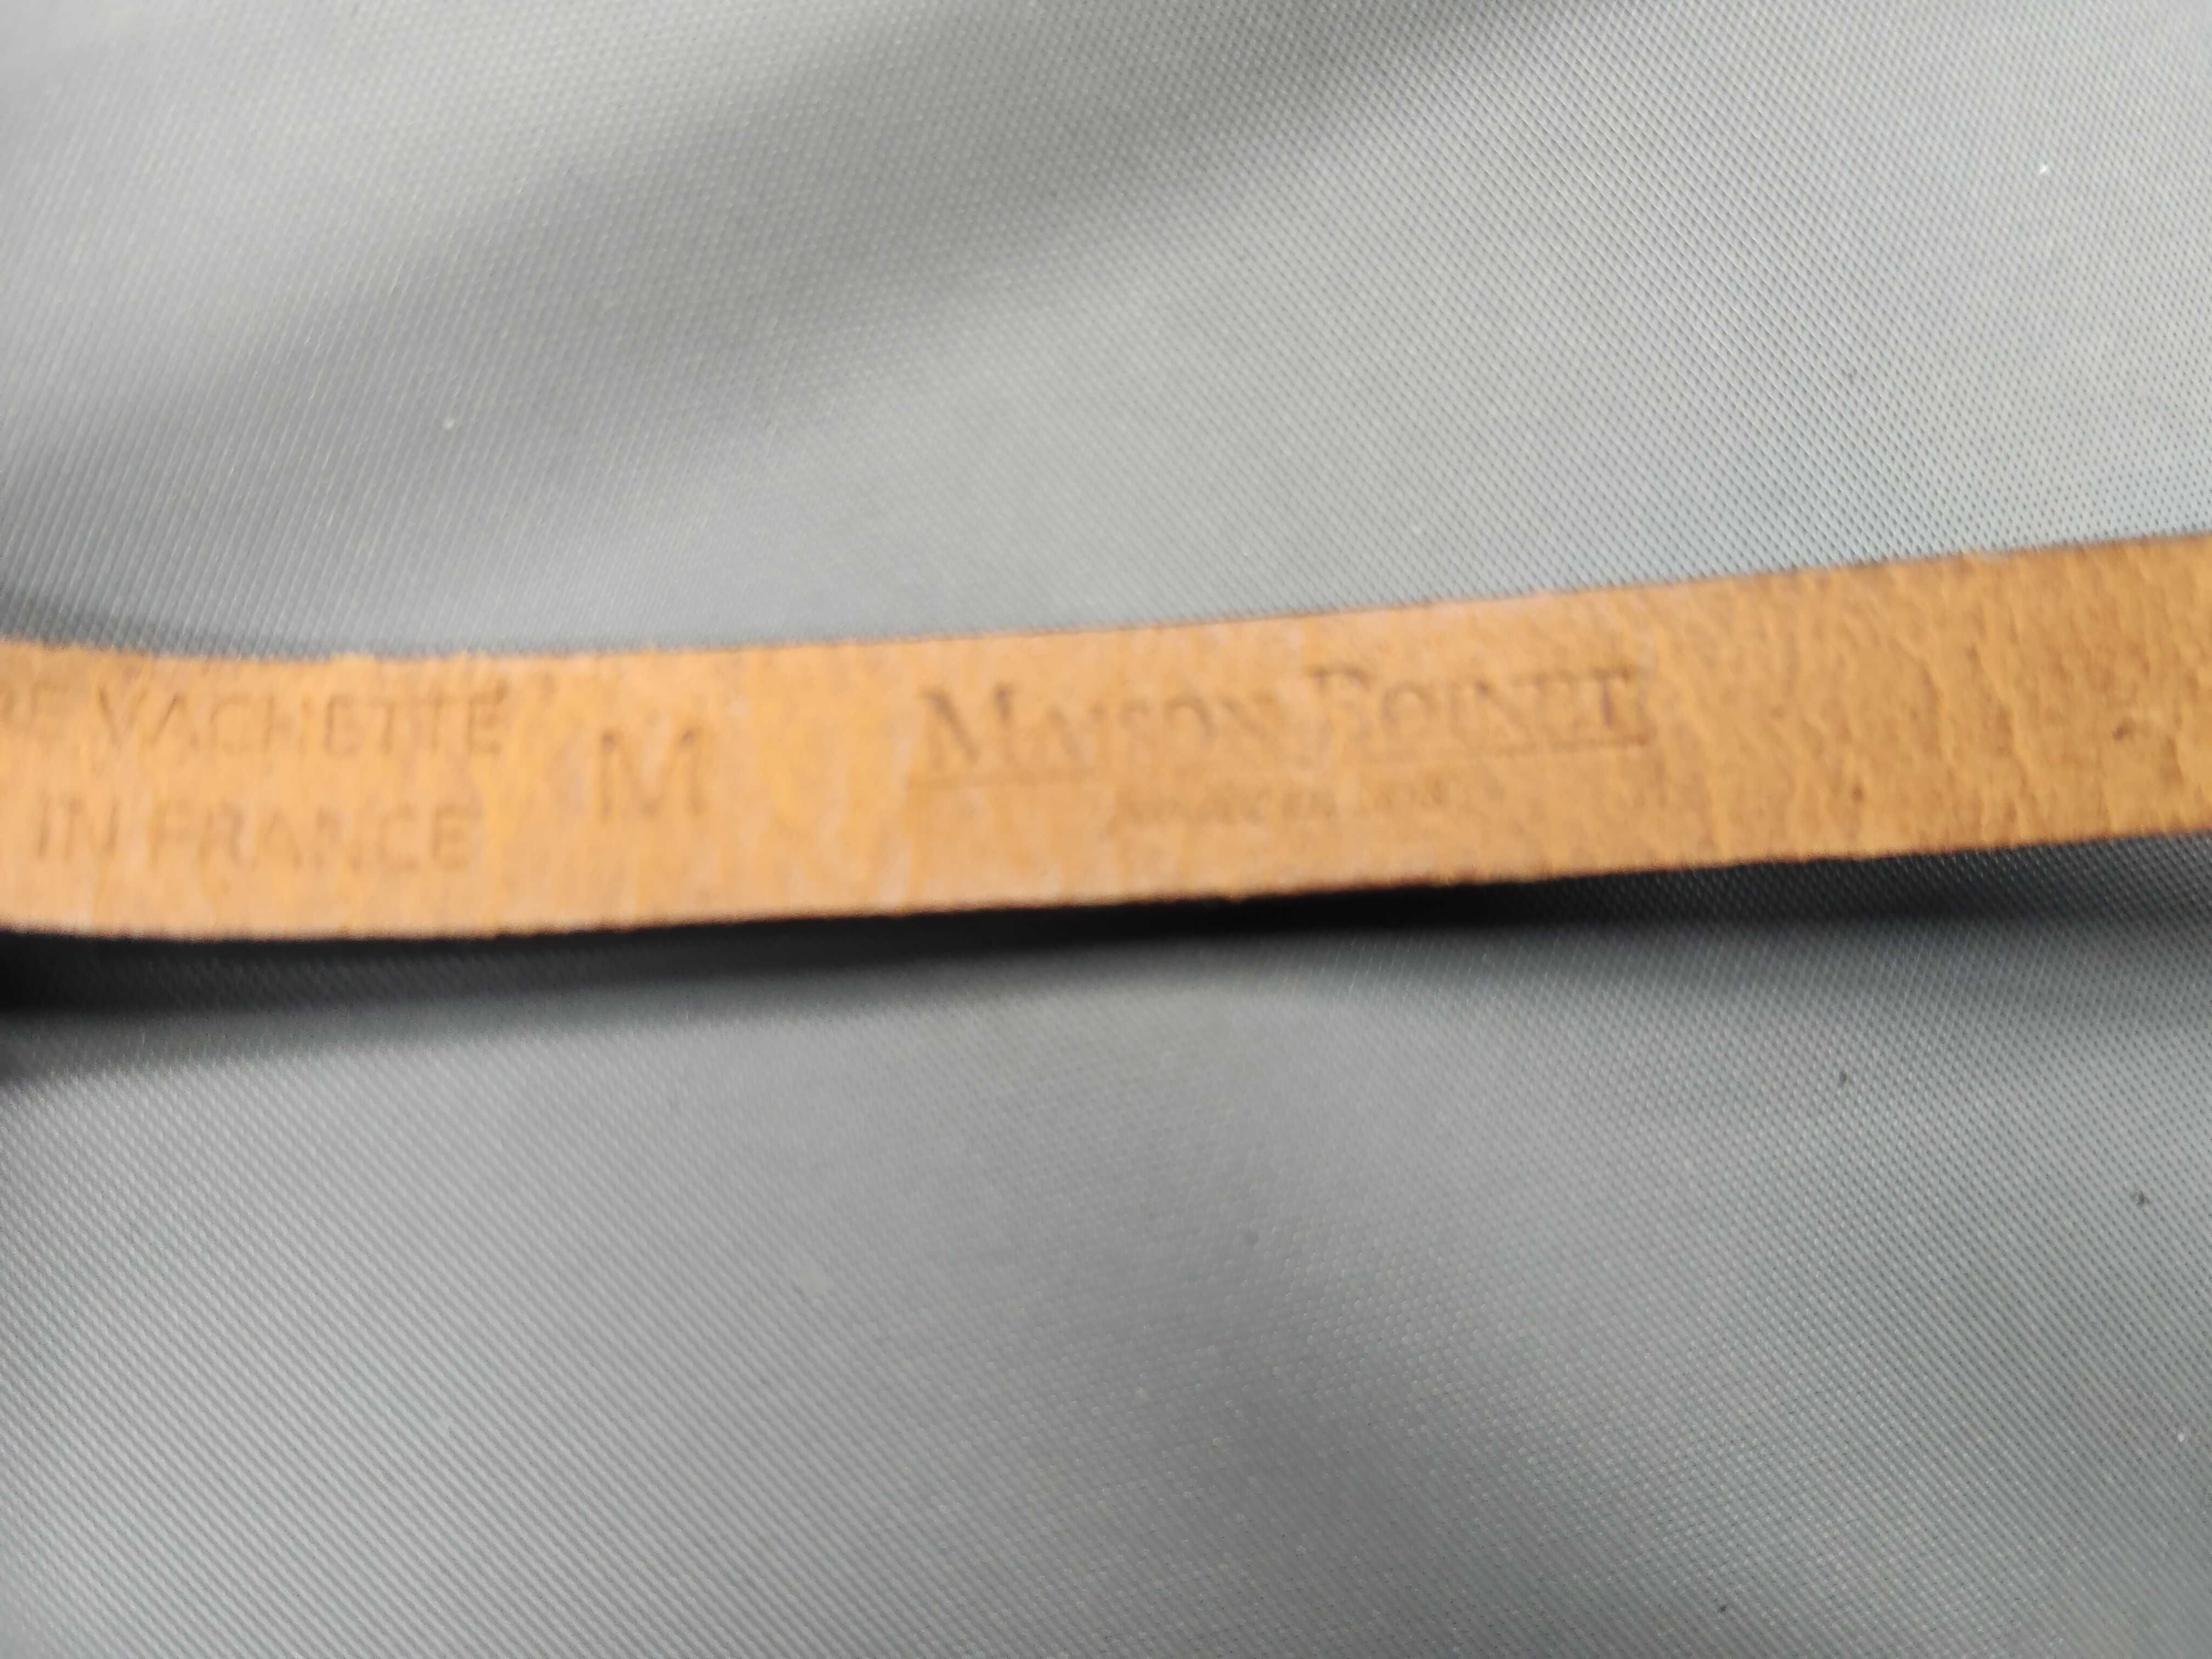 VACHETTE
IN FRANCE
M
MAISON BOINET